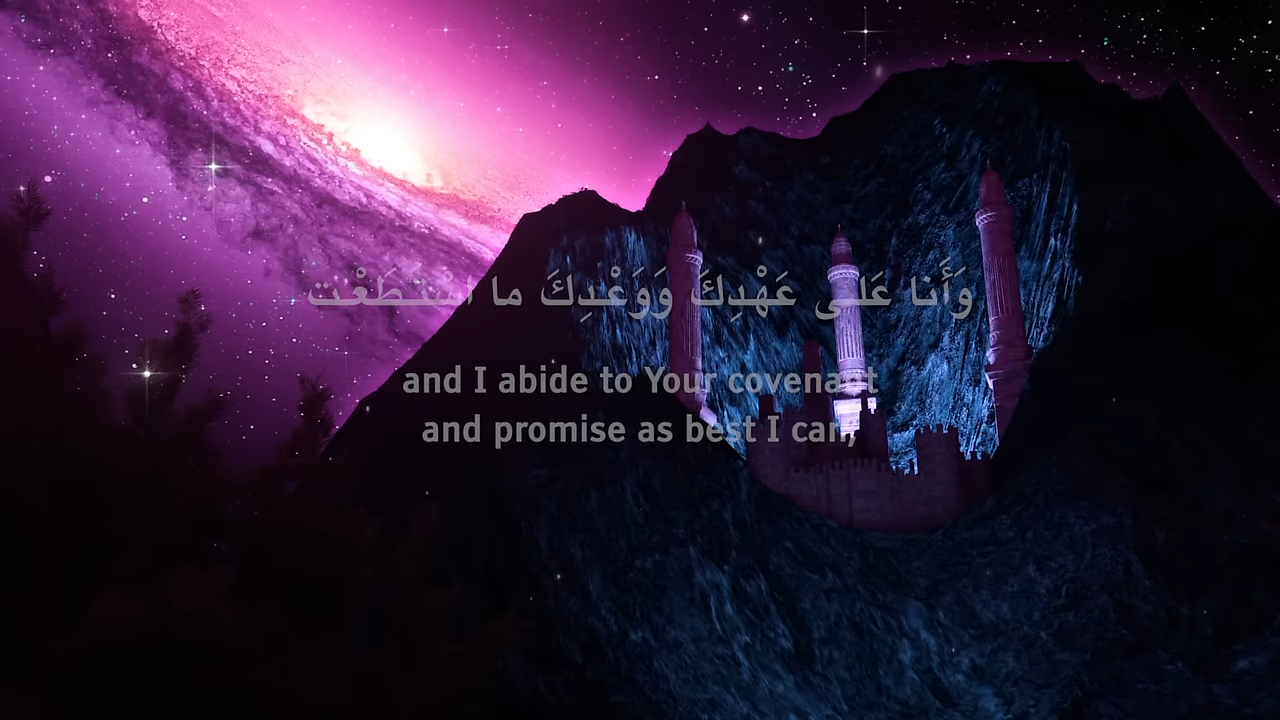 وَأَنا عَلى عَهْدِكَ وَوَعْدِكَ ما اسْتَطَعْت
and I abide to Your covenant
and promise as best I can,